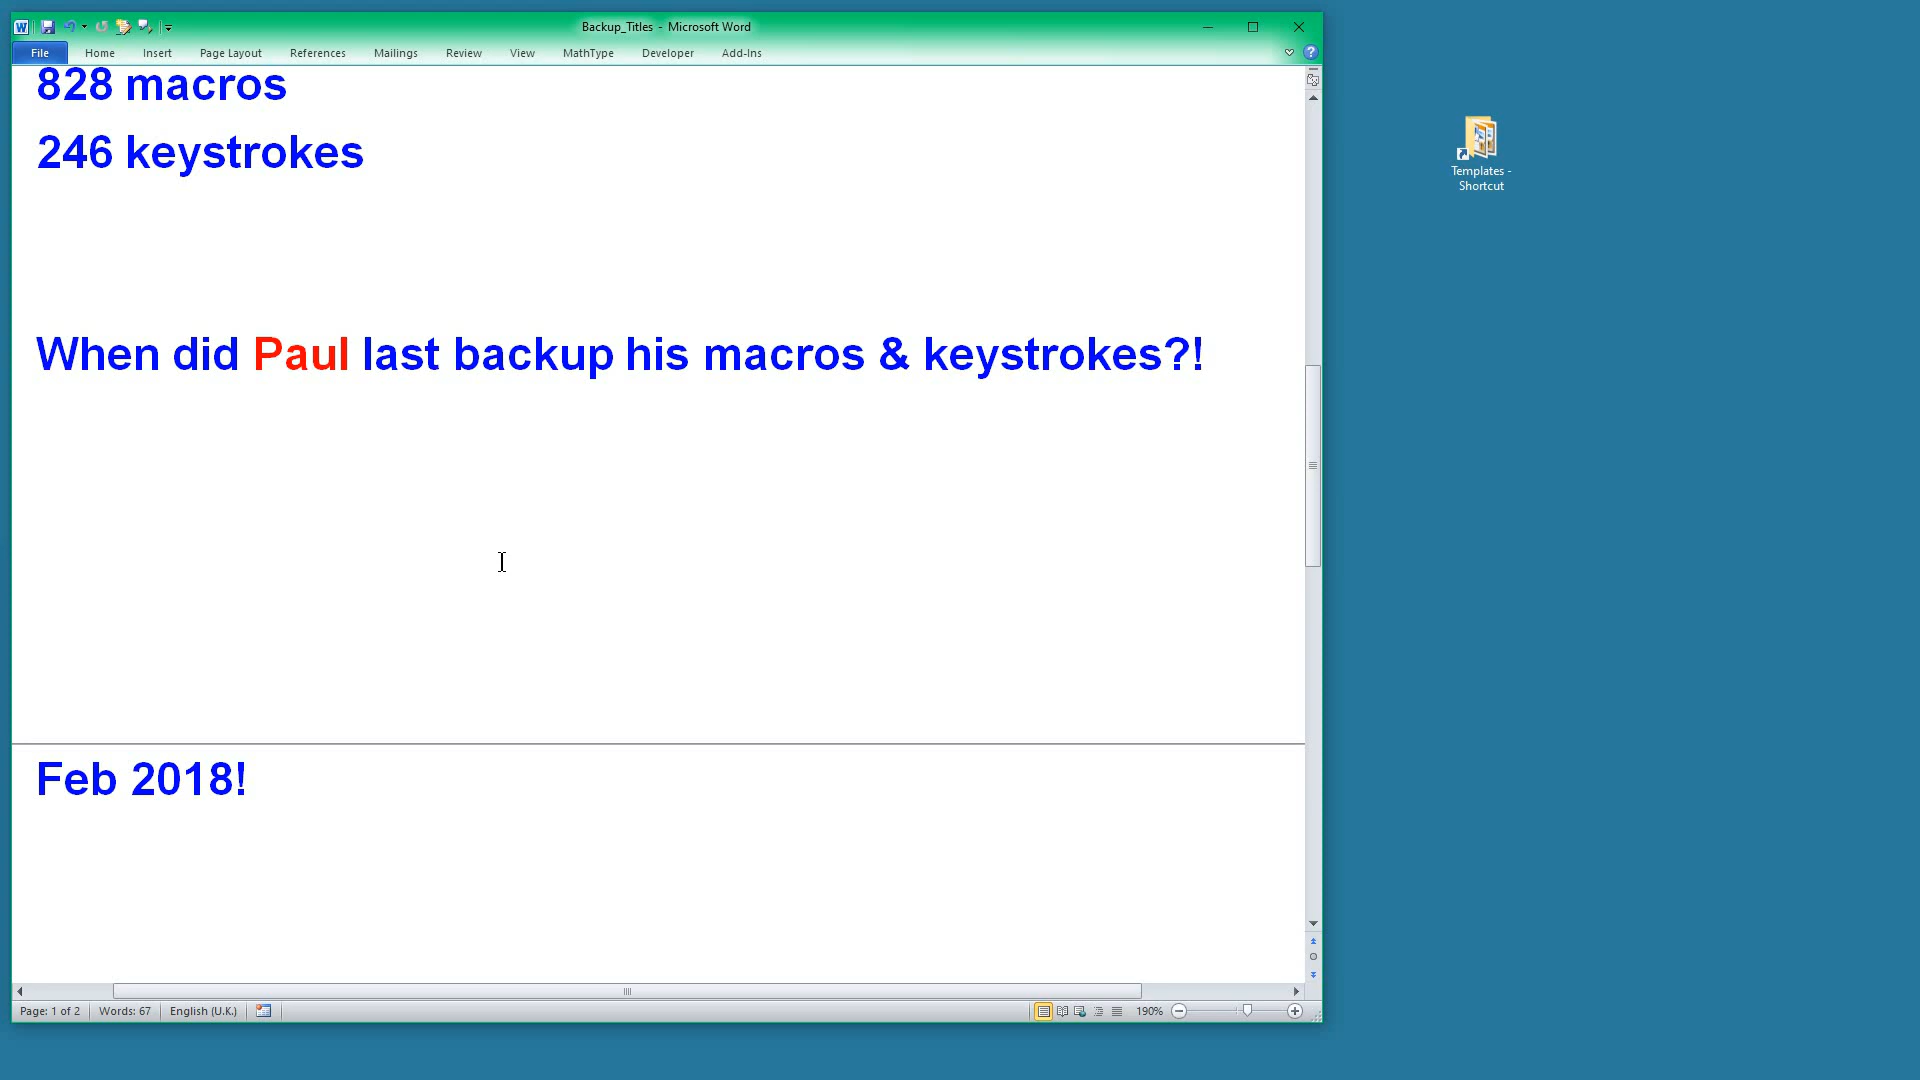 Backup_Titles - Microsoft Word
File Home Insert Page Layout References Mailings Review View MathType Developer Add-Ins
828 macros
246 keystrokes
When did Paul last backup his macros & keystrokes?!
Feb 2018!
Page: 1 of 2 Words: 67 English (U.K.) 190%
Templates -
Shortcut